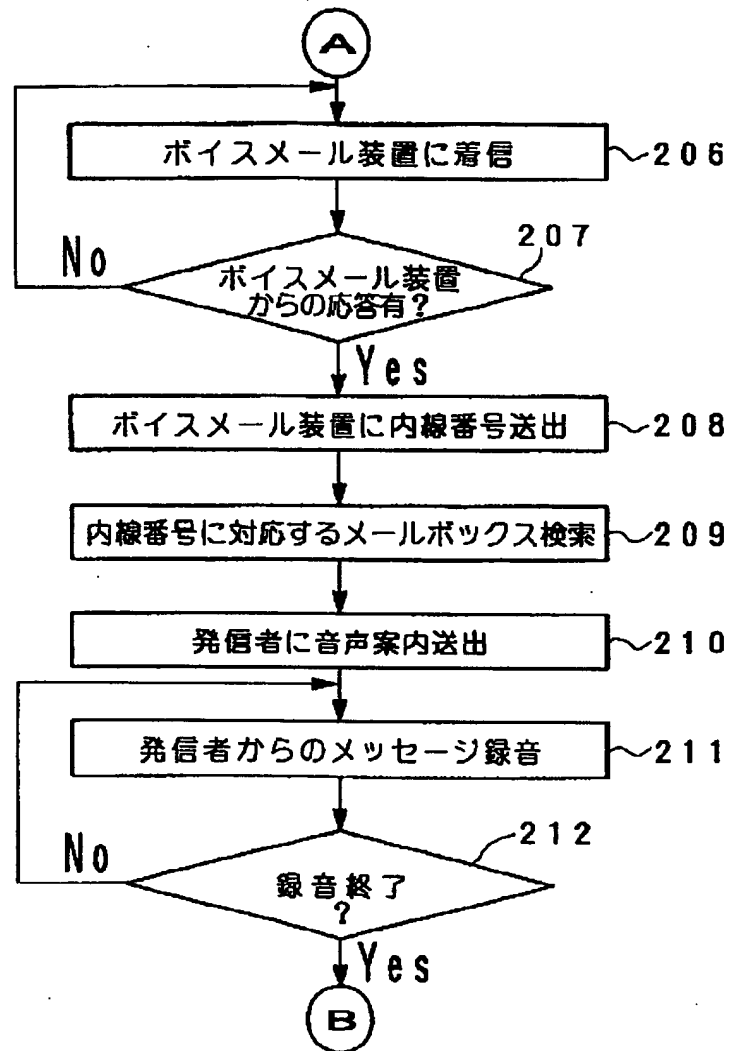 A
ボイスメール装置に着信
206
207
No
ボイスメール装置
からの応答有?
Yes
ボイスメール装置に内線番号送出
208
内線番号に対応するメールボックス検索
209
発信者に音声案内送出
210
発信者からのメッセージ録音
211
212
No
録音終了
?
Yes
B